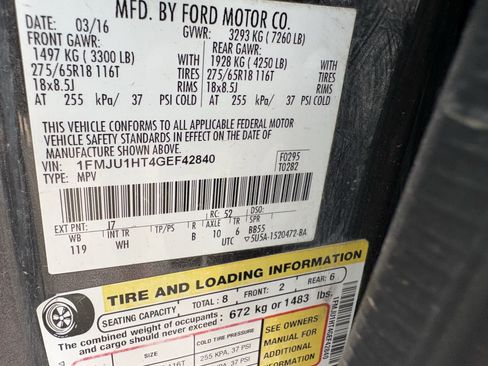 MFD. BY FORD MOTOR CO.
DATE: 03/16 GVWR: 3293 KG ( 7260 LB)
FRONT GAWR: REAR GAWR:
1497 KG ( 3300 LB) WITH 1928 KG ( 4250 LB) WITH
275/65R18 116T TIRES 275/65R18 116T TIRES
18x8.5J RIMS 18x8.5J RIMS
AT 255 kPa/ 37 PSI COLD AT 255 kPa/ 37 PSI COLD
THIS VEHICLE CONFORMS TO ALL APPLICABLE FEDERAL MOTOR
VEHICLE SAFETY STANDARDS IN EFFECT ON THE DATE OF
MANUFACTURE SHOWN ABOVE.
VIN: 1FMJU1HT4GEF42840 F0295
TYPE: MPV T0282
EXT PNT: J7 RC: 52 DSO:
WB TP/PS B AXLE TR SPR
119 WH 10 6 BB55
UTC 5U5A-1520472-BA
TIRE AND LOADING INFORMATION
SEATING CAPACITY TOTAL: 8 FRONT: 2 REAR: 6
The combined weight of occupants and cargo should never exceed: 672 kg or 1483 lbs.
COLD TIRE PRESSURE
SEE OWNERS
MANUAL FOR
ADDITIONAL
SIZE
116T 255 KPA, 37 PSI
1FMJU1HT4GEF42840